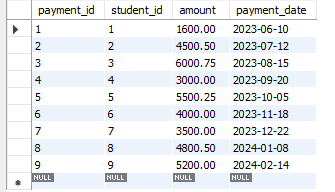 payment_id student_id amount payment_date
1 1 1600.00 2023-06-10
2 2 4500.50 2023-07-12
3 3 6000.75 2023-08-15
4 4 3000.00 2023-09-20
5 5 5500.25 2023-10-05
6 6 4000.00 2023-11-18
7 7 3500.00 2023-12-22
8 8 4800.50 2024-01-08
9 9 5200.00 2024-02-14
NULL NULL NULL NULL